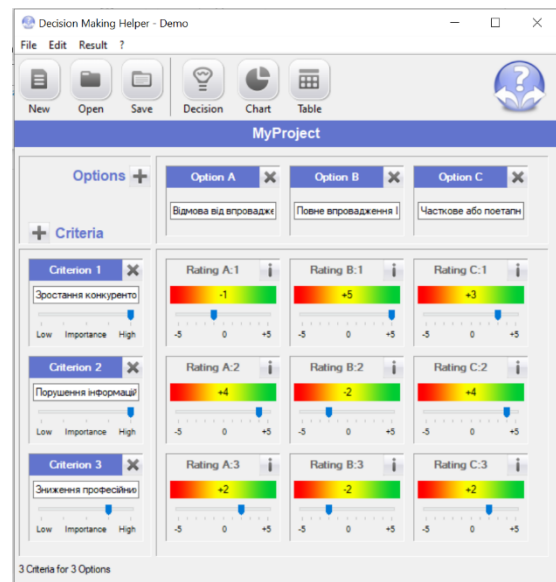 Decision Making Helper - Demo
File Edit Result ?
New Open Save Decision Chart Table
MyProject
Options
Option A Option B Option C
Відмова від впровадже Повне впровадження І Часткове або поетапн
Criteria
Criterion 1 Rating A:1 i Rating B:1 i Rating C:1 i
Зростання конкуренто -1 +5 +3
Low Importance High -5 0 +5 -5 0 +5 -5 0 +5
Criterion 2 Rating A:2 i Rating B:2 i Rating C:2 i
Порушення інформацій +4 -2 +4
Low Importance High -5 0 +5 -5 0 +5 -5 0 +5
Criterion 3 Rating A:3 i Rating B:3 i Rating C:3 i
Зниження професійних +2 -2 +2
Low Importance High -5 0 +5 -5 0 +5 -5 0 +5
3 Criteria for 3 Options